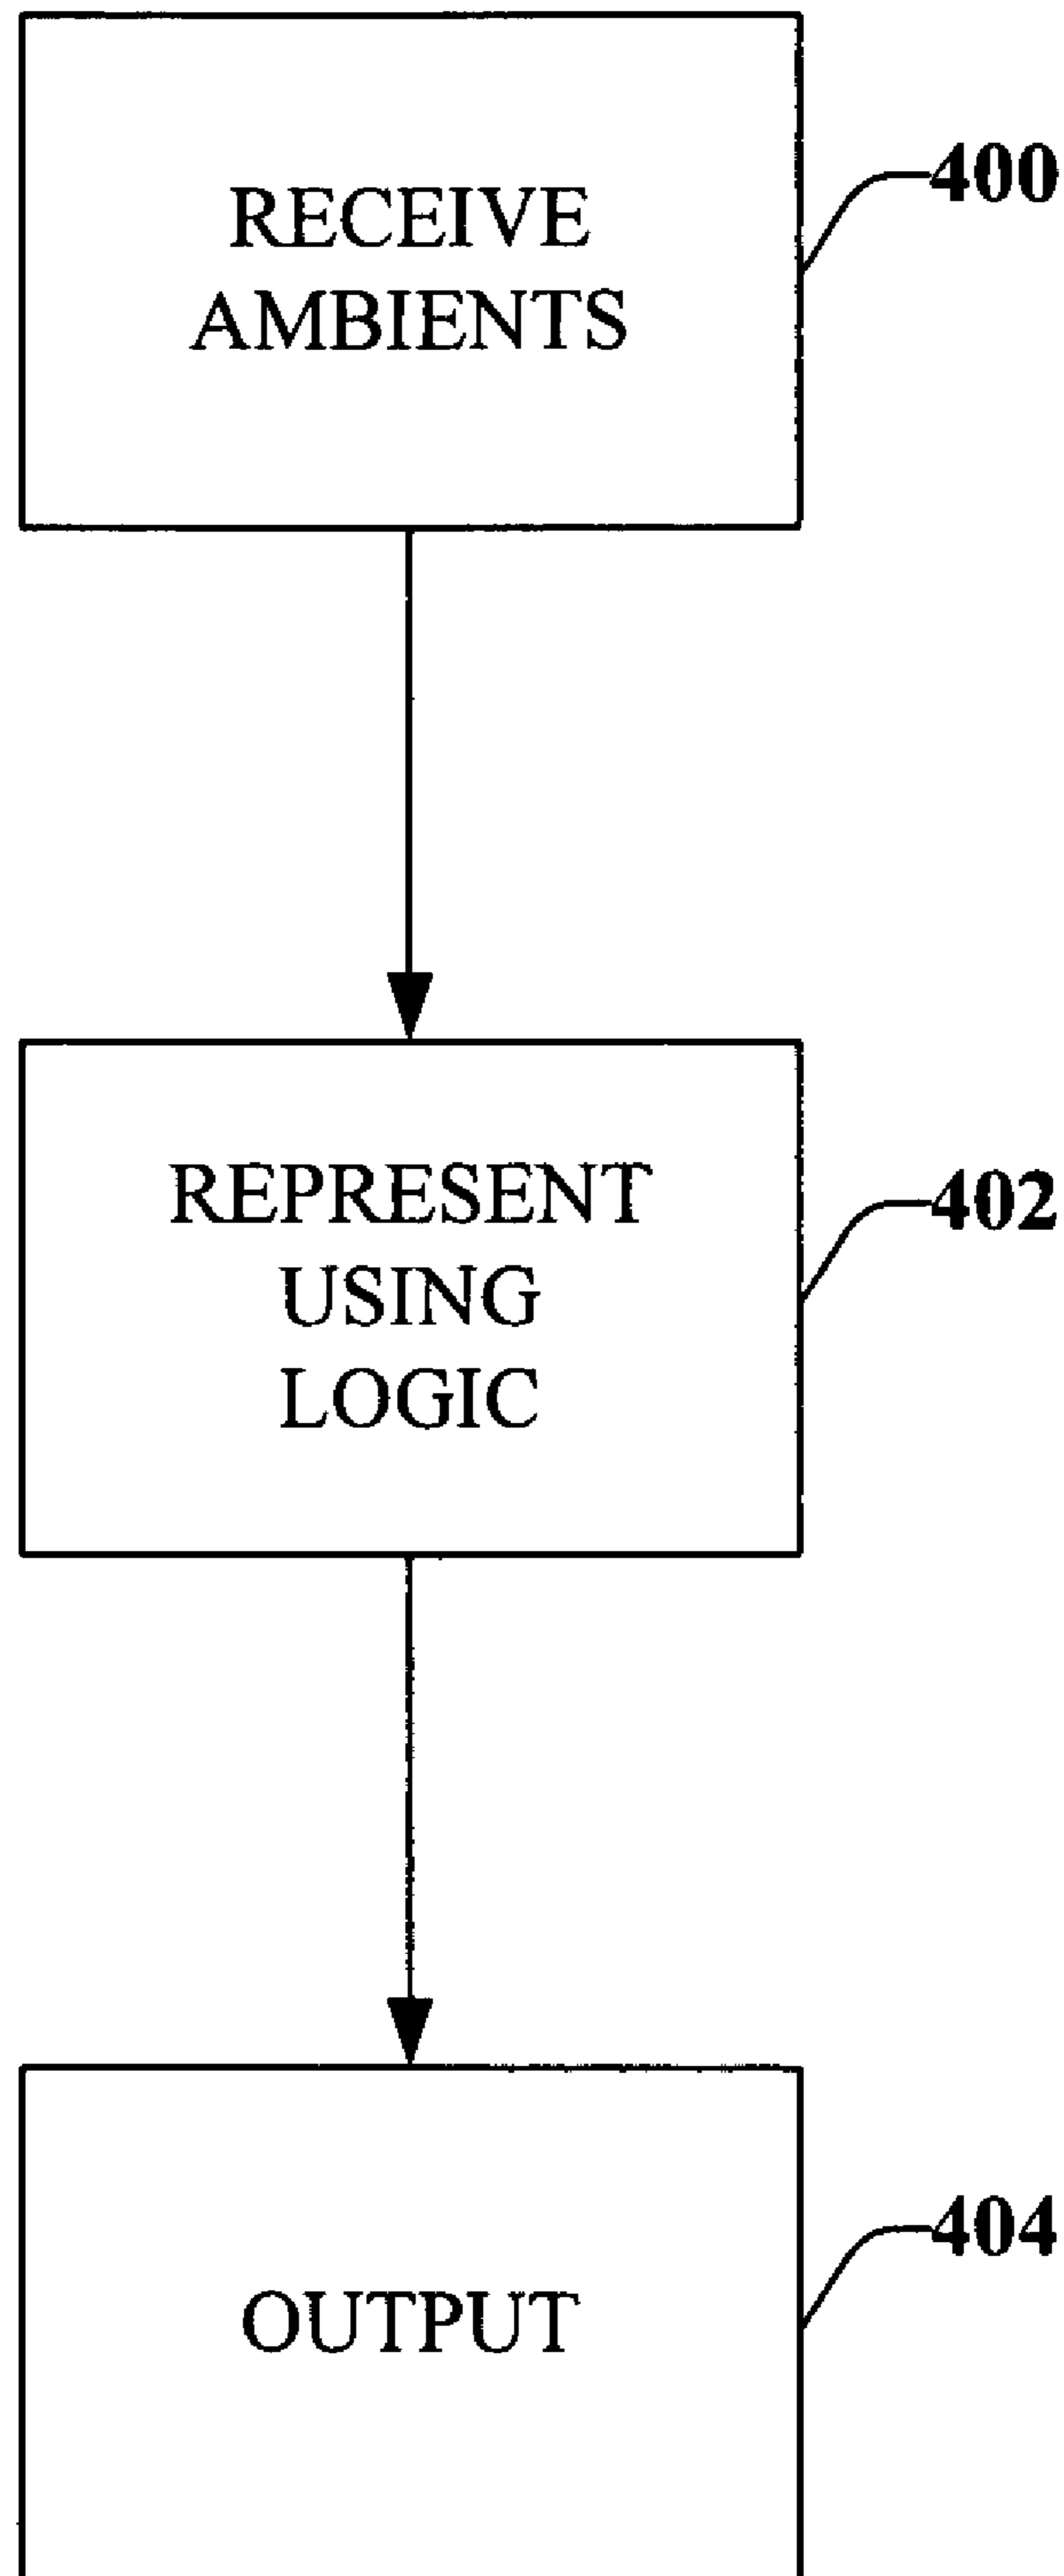 RECEIVE
AMBIENTS
400
REPRESENT
USING
LOGIC
402
OUTPUT
404